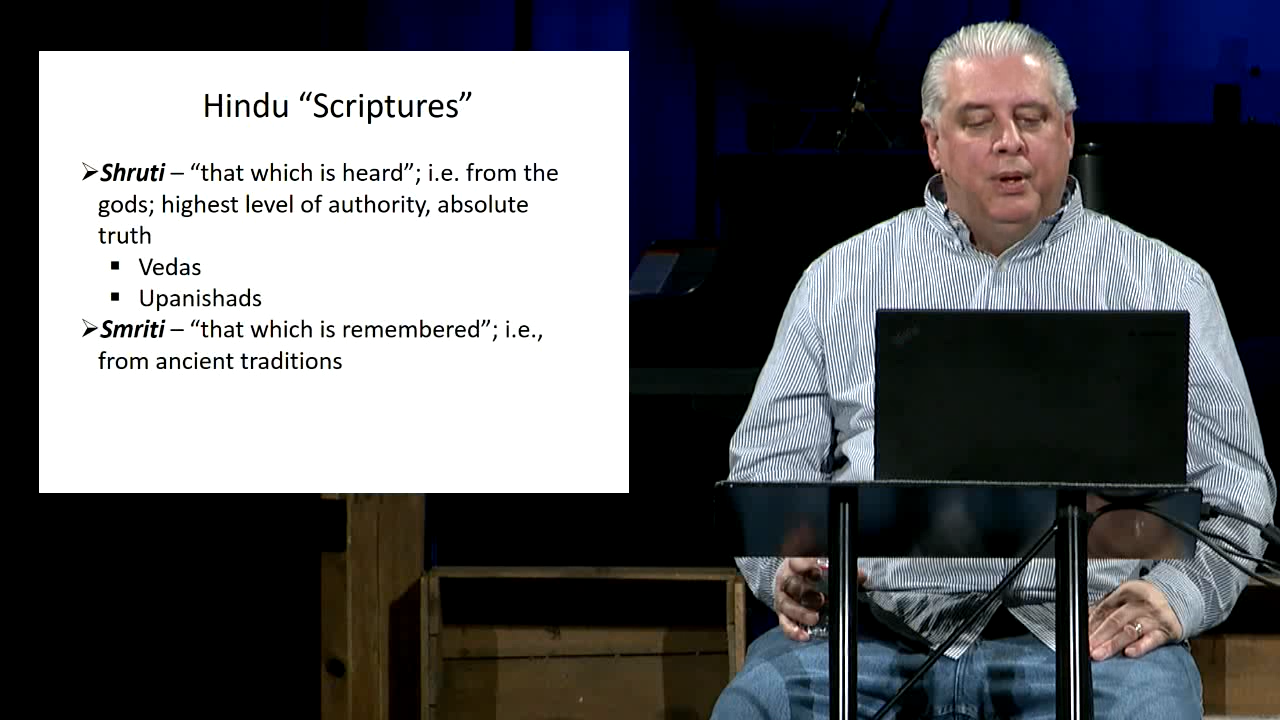 Hindu “Scriptures”
➢Shruti – “that which is heard”; i.e. from the
gods; highest level of authority, absolute
truth
▪ Vedas
▪ Upanishads
➢Smriti – “that which is remembered”; i.e.,
from ancient traditions